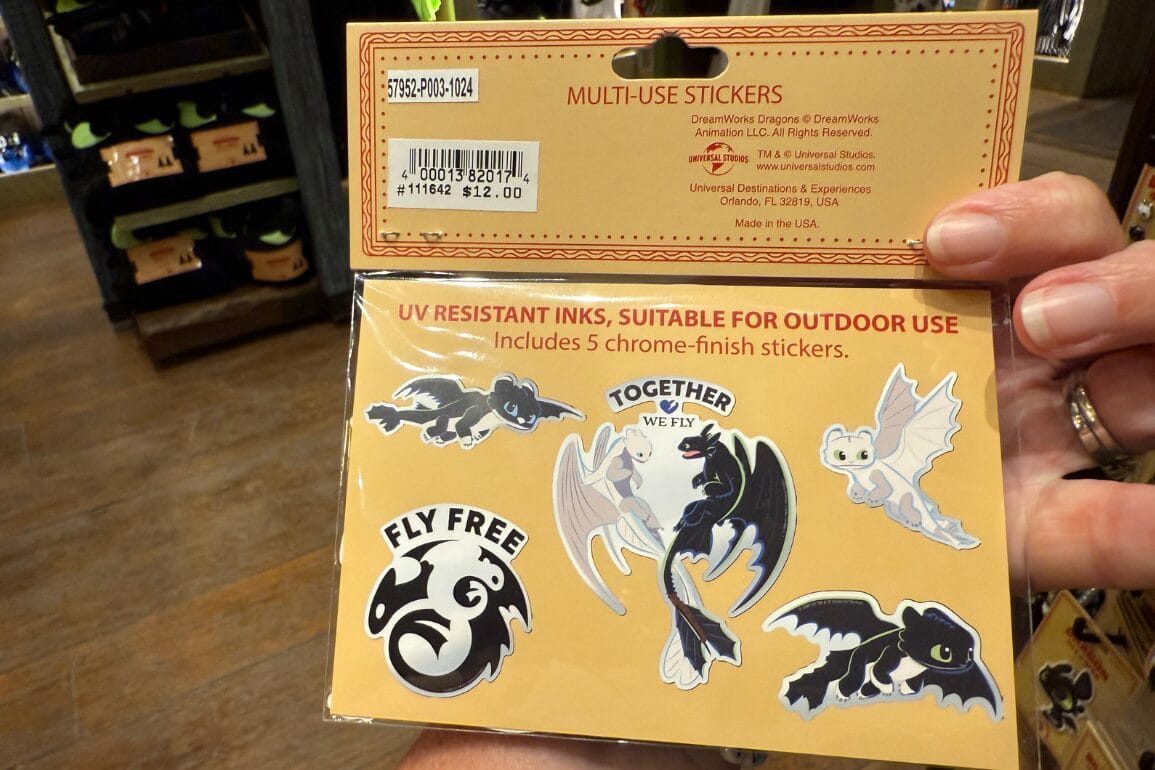 57952-P003-1024
MULTI-USE STICKERS
DreamWorks Dragons © DreamWorks
Animation LLC. All Rights Reserved.
UNIVERSAL STUDIOS
TM & © Universal Studios.
www.universalstudios.com
Universal Destinations & Experiences
Orlando, FL 32819, USA
Made in the USA.
4 00013 82017 4
#111642 $12.00
UV RESISTANT INKS, SUITABLE FOR OUTDOOR USE
Includes 5 chrome-finish stickers.
TOGETHER
WE FLY
FLY FREE